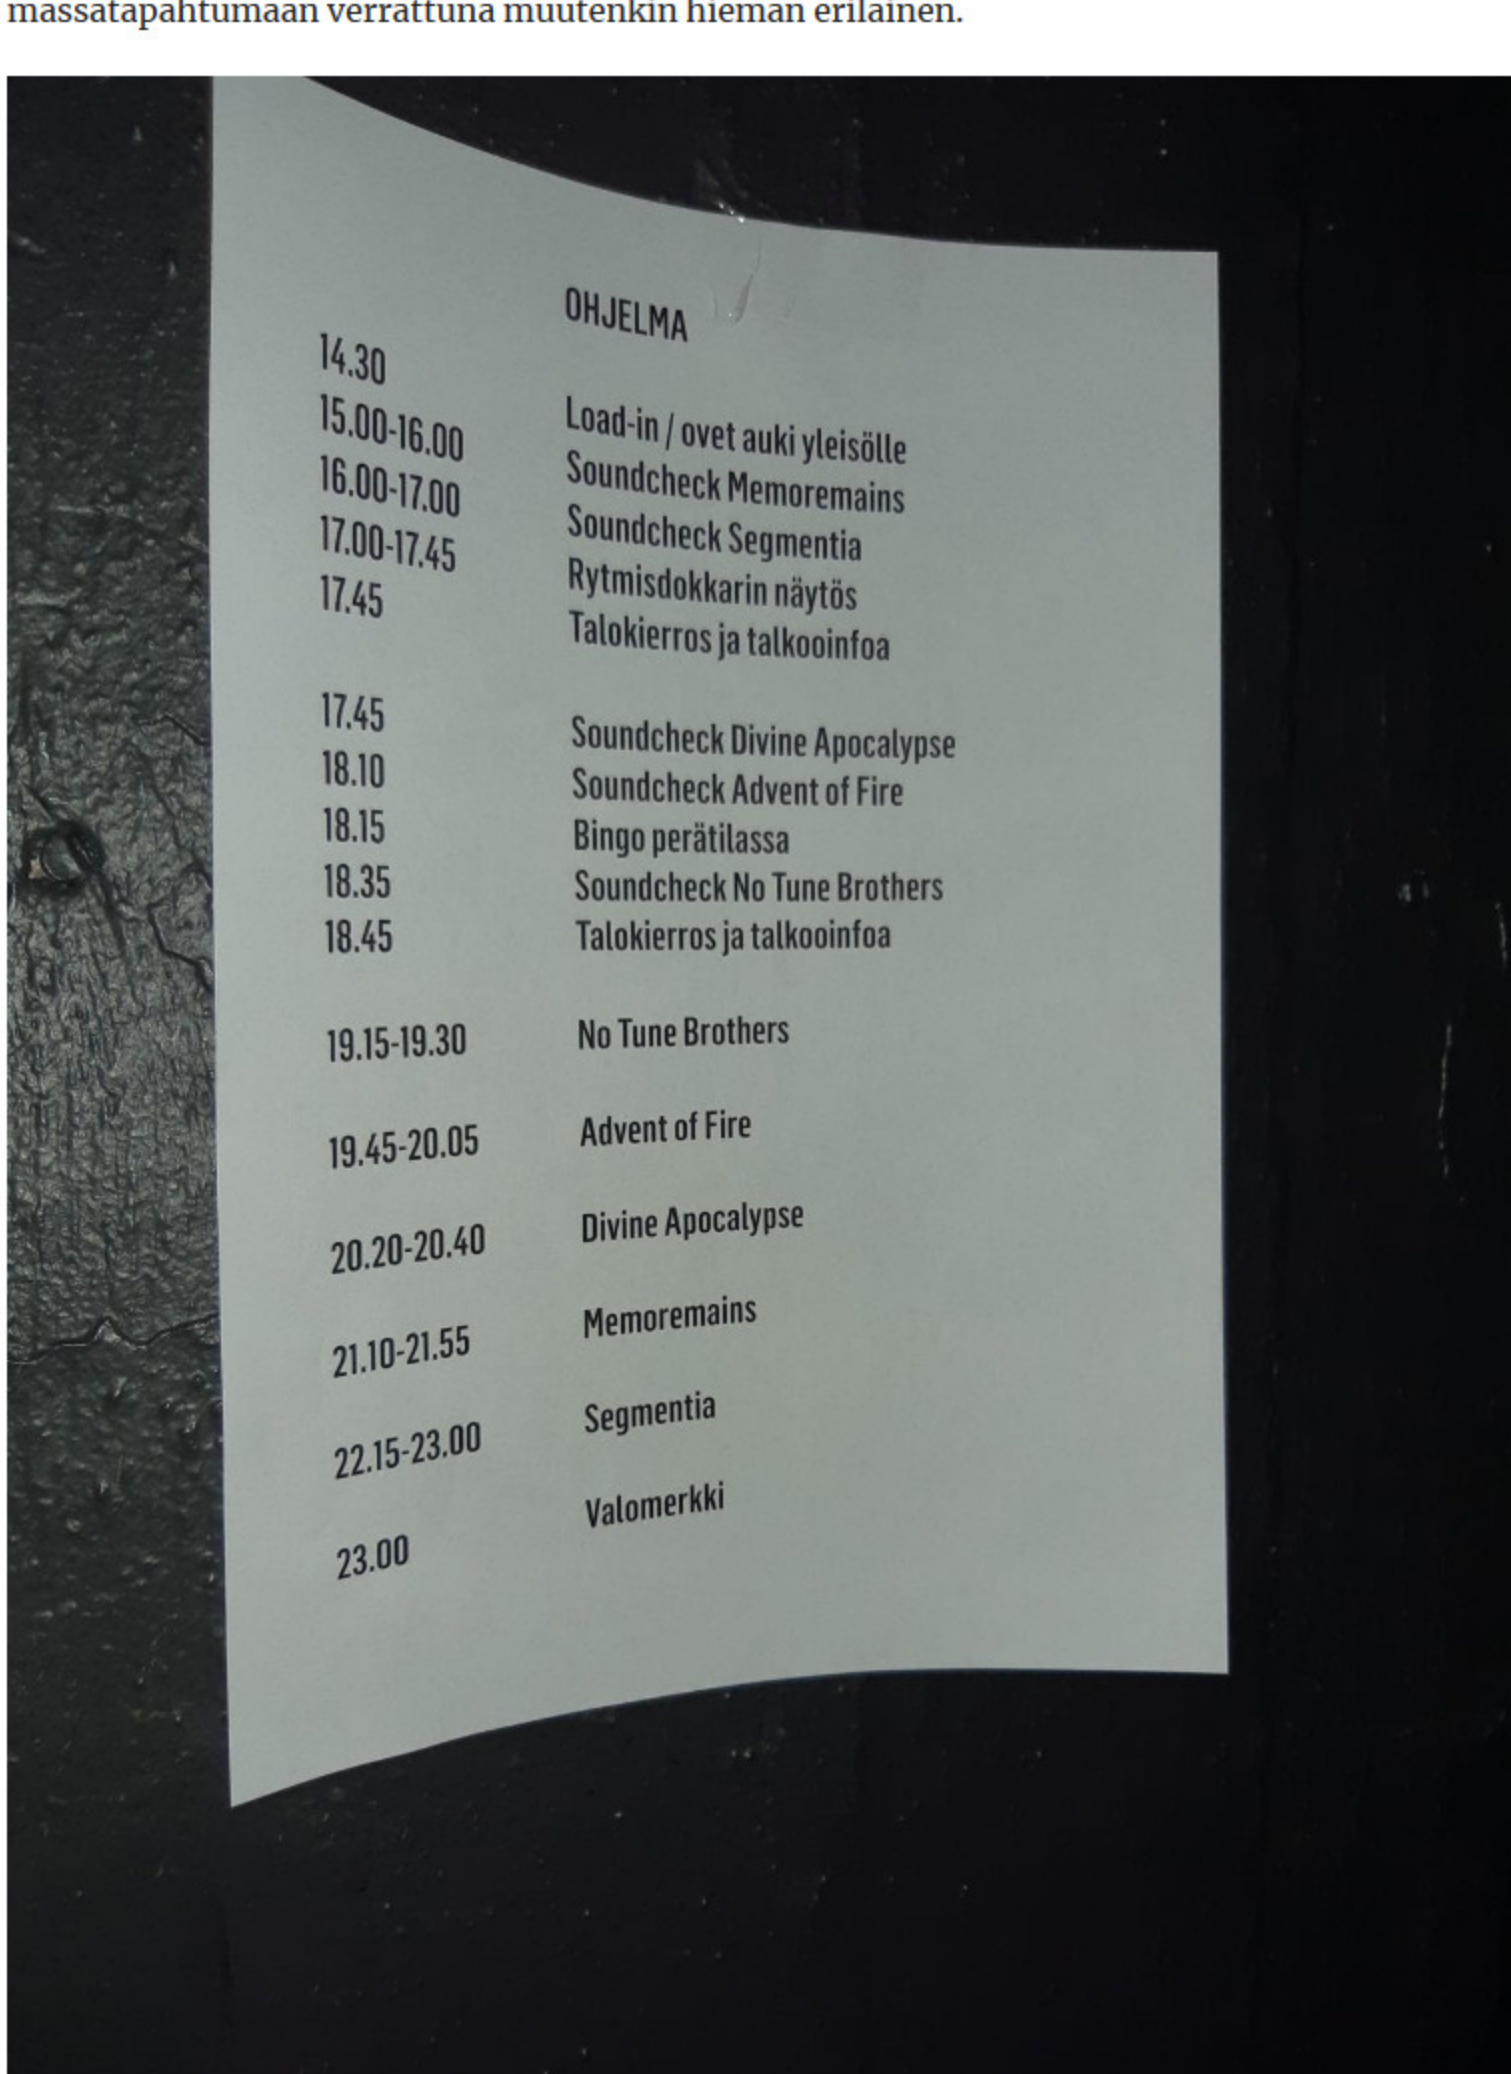 massatapahtumaan verrattuna muutenkin hieman erilainen.
OHJELMA
14.30 Load-in / ovet auki yleisölle
15.00-16.00 Soundcheck Memoremains
16.00-17.00 Soundcheck Segmentia
17.00-17.45 Rytmisdokkarin näytös
17.45 Talokierros ja talkooinfoa
17.45 Soundcheck Divine Apocalypse
18.10 Soundcheck Advent of Fire
18.15 Bingo perätilassa
18.35 Soundcheck No Tune Brothers
18.45 Talokierros ja talkooinfoa
19.15-19.30 No Tune Brothers
19.45-20.05 Advent of Fire
20.20-20.40 Divine Apocalypse
21.10-21.55 Memoremains
22.15-23.00 Segmentia
23.00 Valomerkki